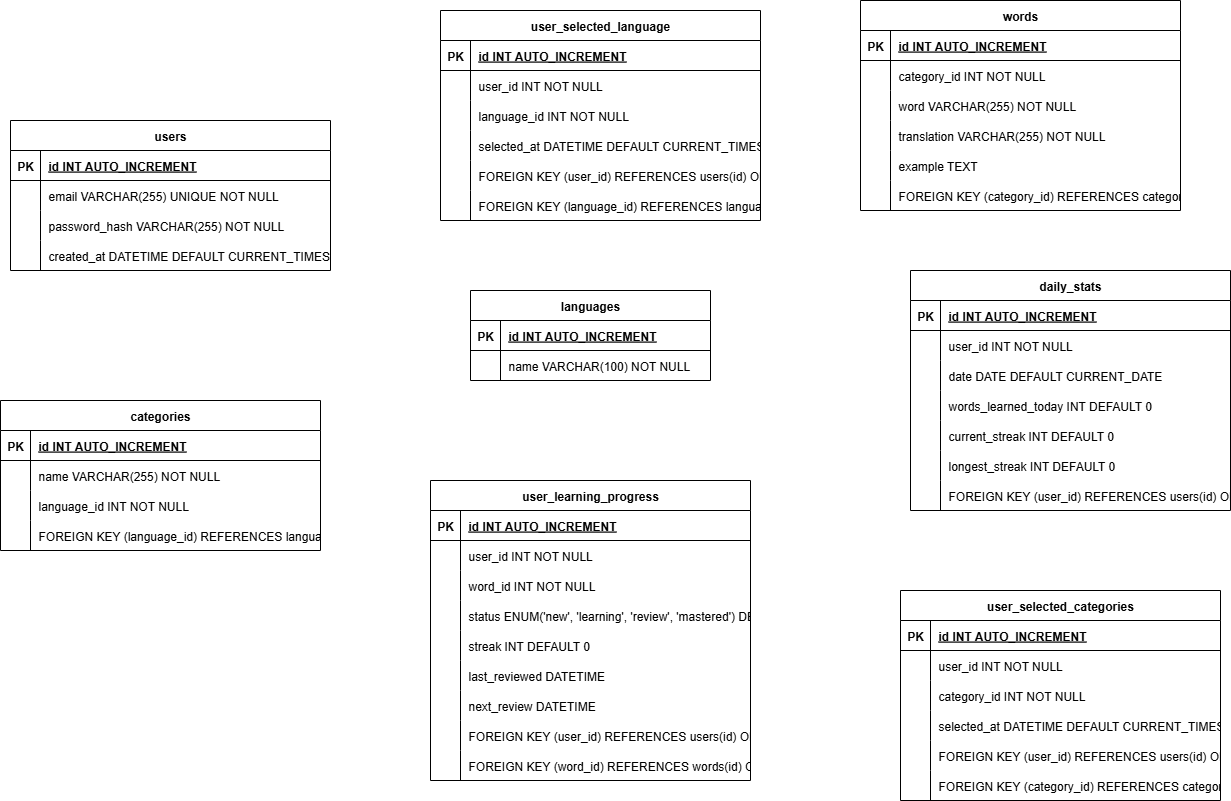 users
PK id INT AUTO_INCREMENT
email VARCHAR(255) UNIQUE NOT NULL
password_hash VARCHAR(255) NOT NULL
created_at DATETIME DEFAULT CURRENT_TIMES
categories
PK id INT AUTO_INCREMENT
name VARCHAR(255) NOT NULL
language_id INT NOT NULL
FOREIGN KEY (language_id) REFERENCES langua
user_selected_language
PK id INT AUTO_INCREMENT
user_id INT NOT NULL
language_id INT NOT NULL
selected_at DATETIME DEFAULT CURRENT_TIMES
FOREIGN KEY (user_id) REFERENCES users(id) O
FOREIGN KEY (language_id) REFERENCES langua
languages
PK id INT AUTO_INCREMENT
name VARCHAR(100) NOT NULL
user_learning_progress
PK id INT AUTO_INCREMENT
user_id INT NOT NULL
word_id INT NOT NULL
status ENUM('new', 'learning', 'review', 'mastered') DE
streak INT DEFAULT 0
last_reviewed DATETIME
next_review DATETIME
FOREIGN KEY (user_id) REFERENCES users(id) O
FOREIGN KEY (word_id) REFERENCES words(id) O
words
PK id INT AUTO_INCREMENT
category_id INT NOT NULL
word VARCHAR(255) NOT NULL
translation VARCHAR(255) NOT NULL
example TEXT
FOREIGN KEY (category_id) REFERENCES categor
daily_stats
PK id INT AUTO_INCREMENT
user_id INT NOT NULL
date DATE DEFAULT CURRENT_DATE
words_learned_today INT DEFAULT 0
current_streak INT DEFAULT 0
longest_streak INT DEFAULT 0
FOREIGN KEY (user_id) REFERENCES users(id) O
user_selected_categories
PK id INT AUTO_INCREMENT
user_id INT NOT NULL
category_id INT NOT NULL
selected_at DATETIME DEFAULT CURRENT_TIMES
FOREIGN KEY (user_id) REFERENCES users(id) O
FOREIGN KEY (category_id) REFERENCES categor